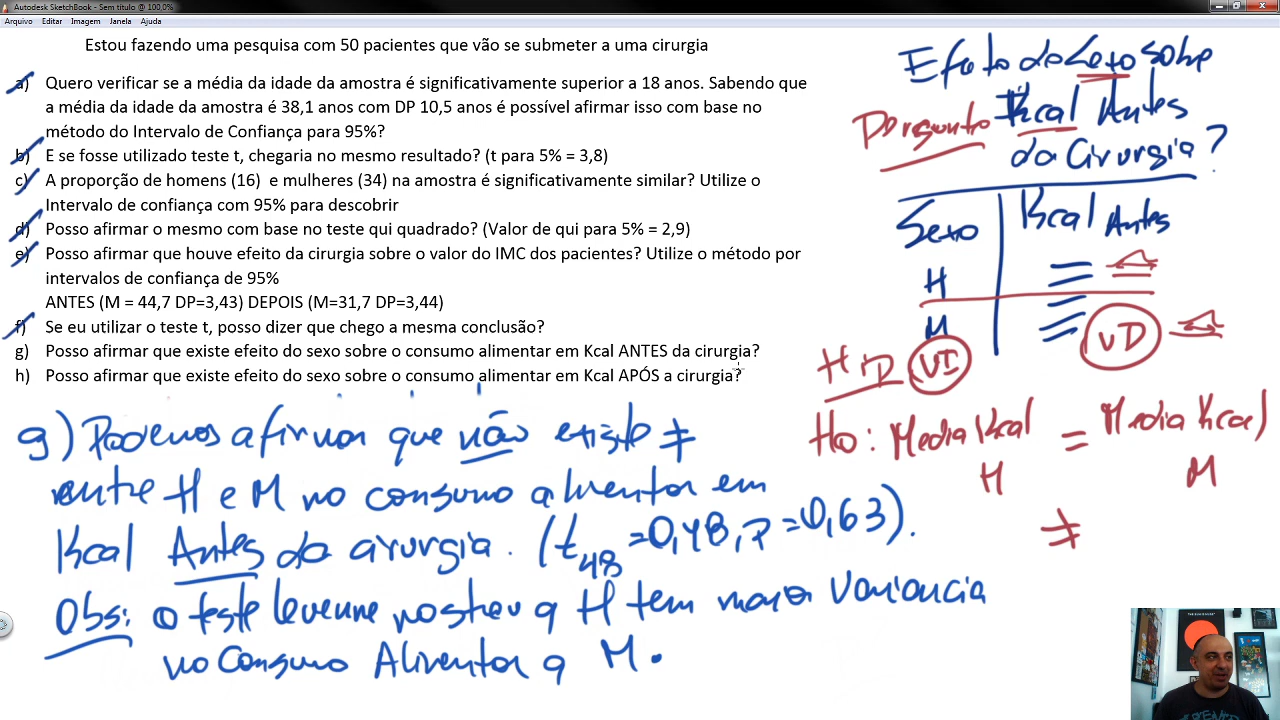 Autodesk SketchBook - Sem título @ 100,0%
Arquivo Editar Imagem Janela Ajuda
Estou fazendo uma pesquisa com 50 pacientes que vão se submeter a uma cirurgia
a) Quero verificar se a média da idade da amostra é significativamente superior a 18 anos. Sabendo que
a média da idade da amostra é 38,1 anos com DP 10,5 anos é possível afirmar isso com base no
método do Intervalo de Confiança para 95%?
b) E se fosse utilizado teste t, chegaria no mesmo resultado? (t para 5% = 3,8)
c) A proporção de homens (16) e mulheres (34) na amostra é significativamente similar? Utilize o
Intervalo de confiança com 95% para descobrir
d) Posso afirmar o mesmo com base no teste qui quadrado? (Valor de qui para 5% = 2,9)
e) Posso afirmar que houve efeito da cirurgia sobre o valor do IMC dos pacientes? Utilize o método por
intervalos de confiança de 95%
ANTES (M = 44,7 DP=3,43) DEPOIS (M=31,7 DP=3,44)
f) Se eu utilizar o teste t, posso dizer que chego a mesma conclusão?
g) Posso afirmar que existe efeito do sexo sobre o consumo alimentar em Kcal ANTES da cirurgia?
h) Posso afirmar que existe efeito do sexo sobre o consumo alimentar em Kcal APÓS a cirurgia?
g) Podemos afirmar que não existe ≠
entre H e M no consumo alimentar em
Kcal Antes da cirurgia. (t48 = 0,48, P = 0,63).
Obs: o teste levenne mostrou q H tem maior Variancia
no Consumo Alimentar q M.
Efeito do Sexo sobre
Pergunta Kcal Antes
da Cirurgia?
Sexo Kcal Antes
H
M VD
HIP VI
Ho: Media Kcal = Media Kcal
H M
≠